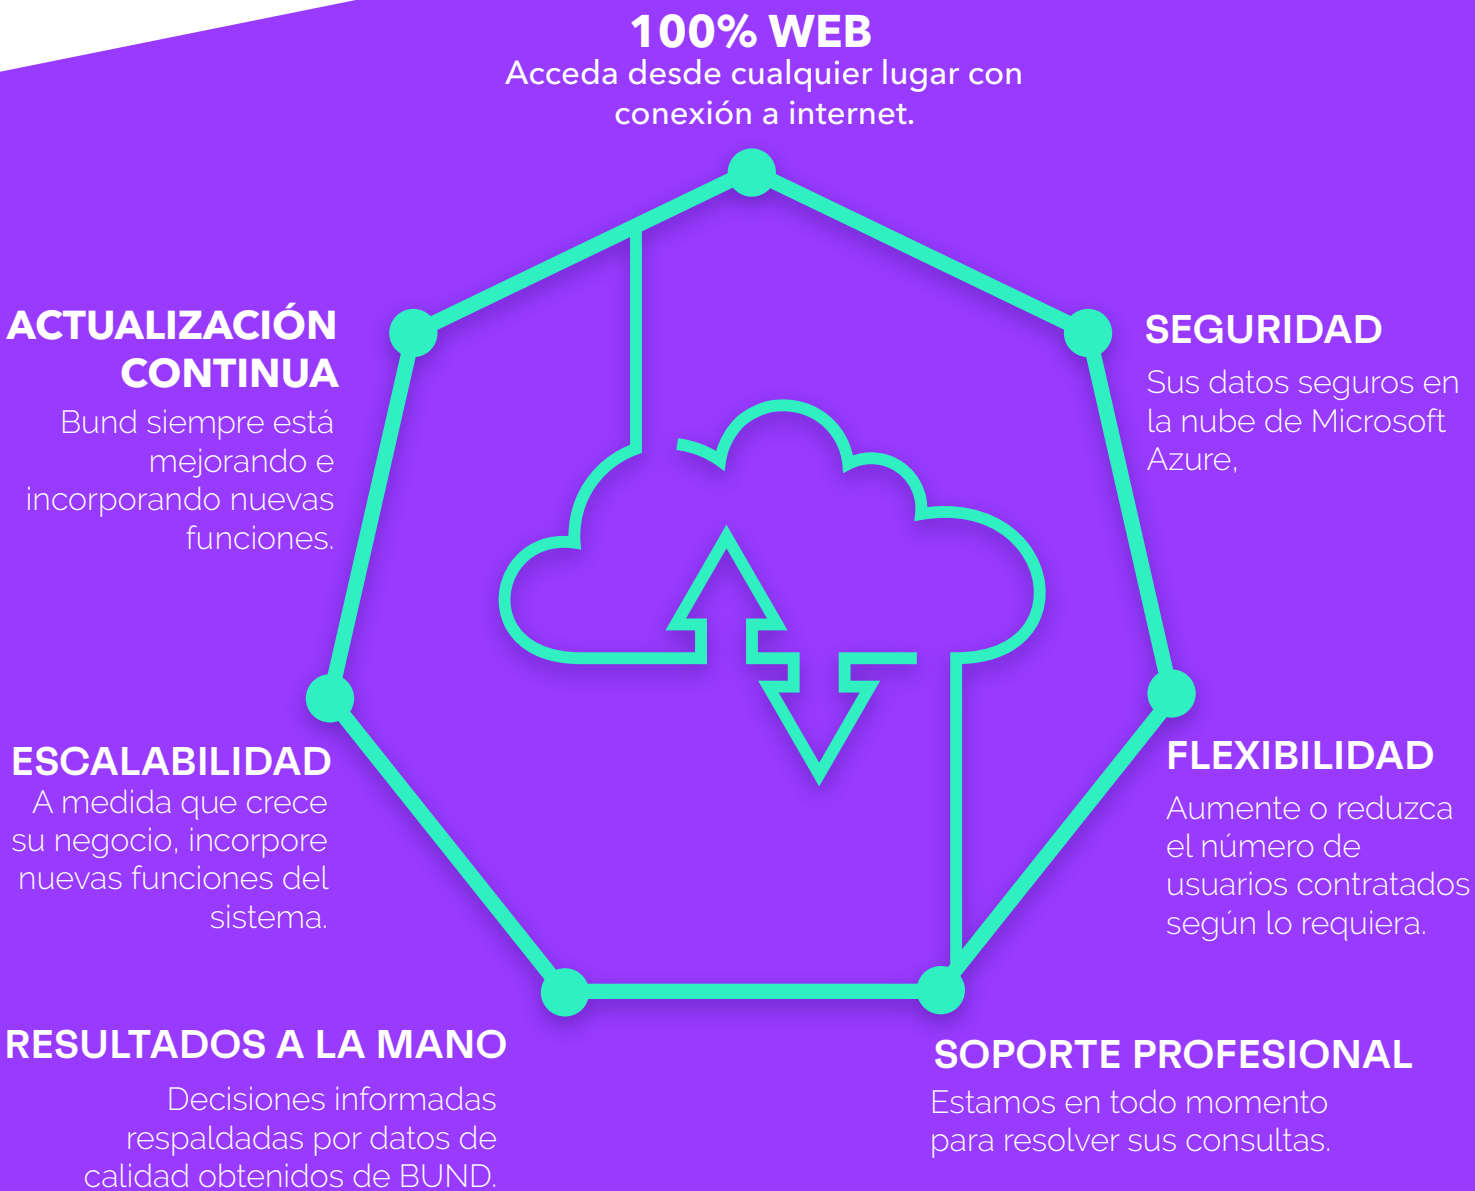 100% WEB
Acceda desde cualquier lugar con
conexión a internet.
ACTUALIZACIÓN
CONTINUA
Bund siempre está
mejorando e
incorporando nuevas
funciones.
SEGURIDAD
Sus datos seguros en
la nube de Microsoft
Azure,
ESCALABILIDAD
A medida que crece
su negocio, incorpore
nuevas funciones del
sistema.
FLEXIBILIDAD
Aumente o reduzca
el número de
usuarios contratados
según lo requiera.
RESULTADOS A LA MANO
Decisiones informadas
respaldadas por datos de
calidad obtenidos de BUND.
SOPORTE PROFESIONAL
Estamos en todo momento
para resolver sus consultas.